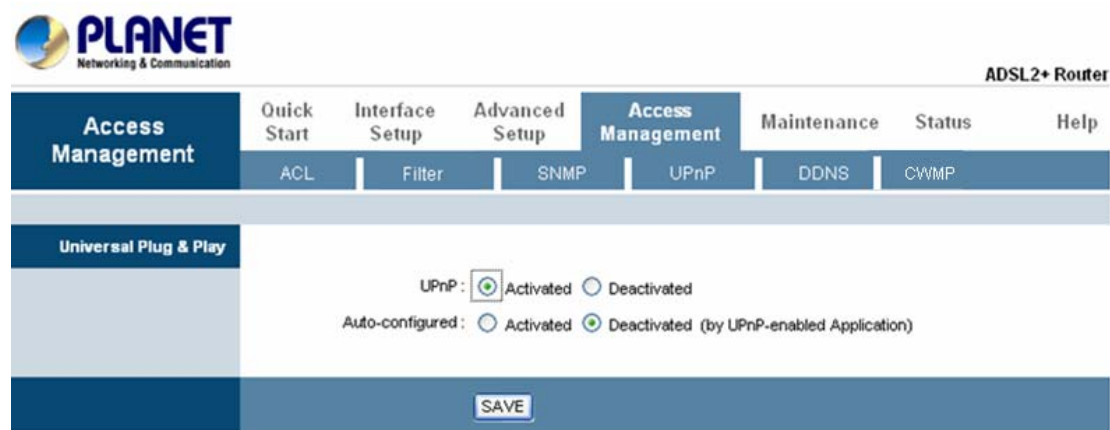 PLANET
Networking & Communication
ADSL2+ Router
Access Management
Quick Start
Interface Setup
Advanced Setup
Access Management
Maintenance
Status
Help
ACL
Filter
SNMP
UPnP
DDNS
CWMP
Universal Plug & Play
UPnP : Activated Deactivated
Auto-configured : Activated Deactivated (by UPnP-enabled Application)
SAVE